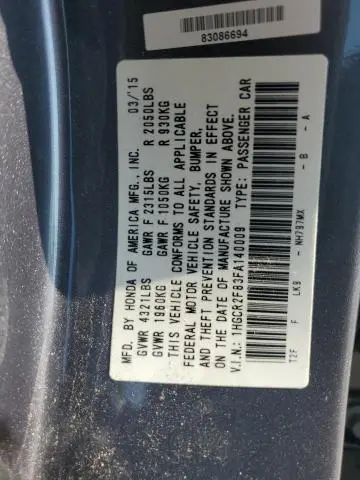 83086694
MFD. BY HONDA OF AMERICA MFG., INC. 03/'15
GVWR 4321LBS GAWR F 2315LBS R 2050LBS
GVWR 1960KG GAWR F 1050KG R 930KG
THIS VEHICLE CONFORMS TO ALL APPLICABLE
FEDERAL MOTOR VEHICLE SAFETY, BUMPER,
AND THEFT PREVENTION STANDARDS IN EFFECT
ON THE DATE OF MANUFACTURE SHOWN ABOVE.
V.I.N.: 1HGCR2F83FA140009 TYPE: PASSENGER CAR
T2F F LK9 - NH797MX - B - A